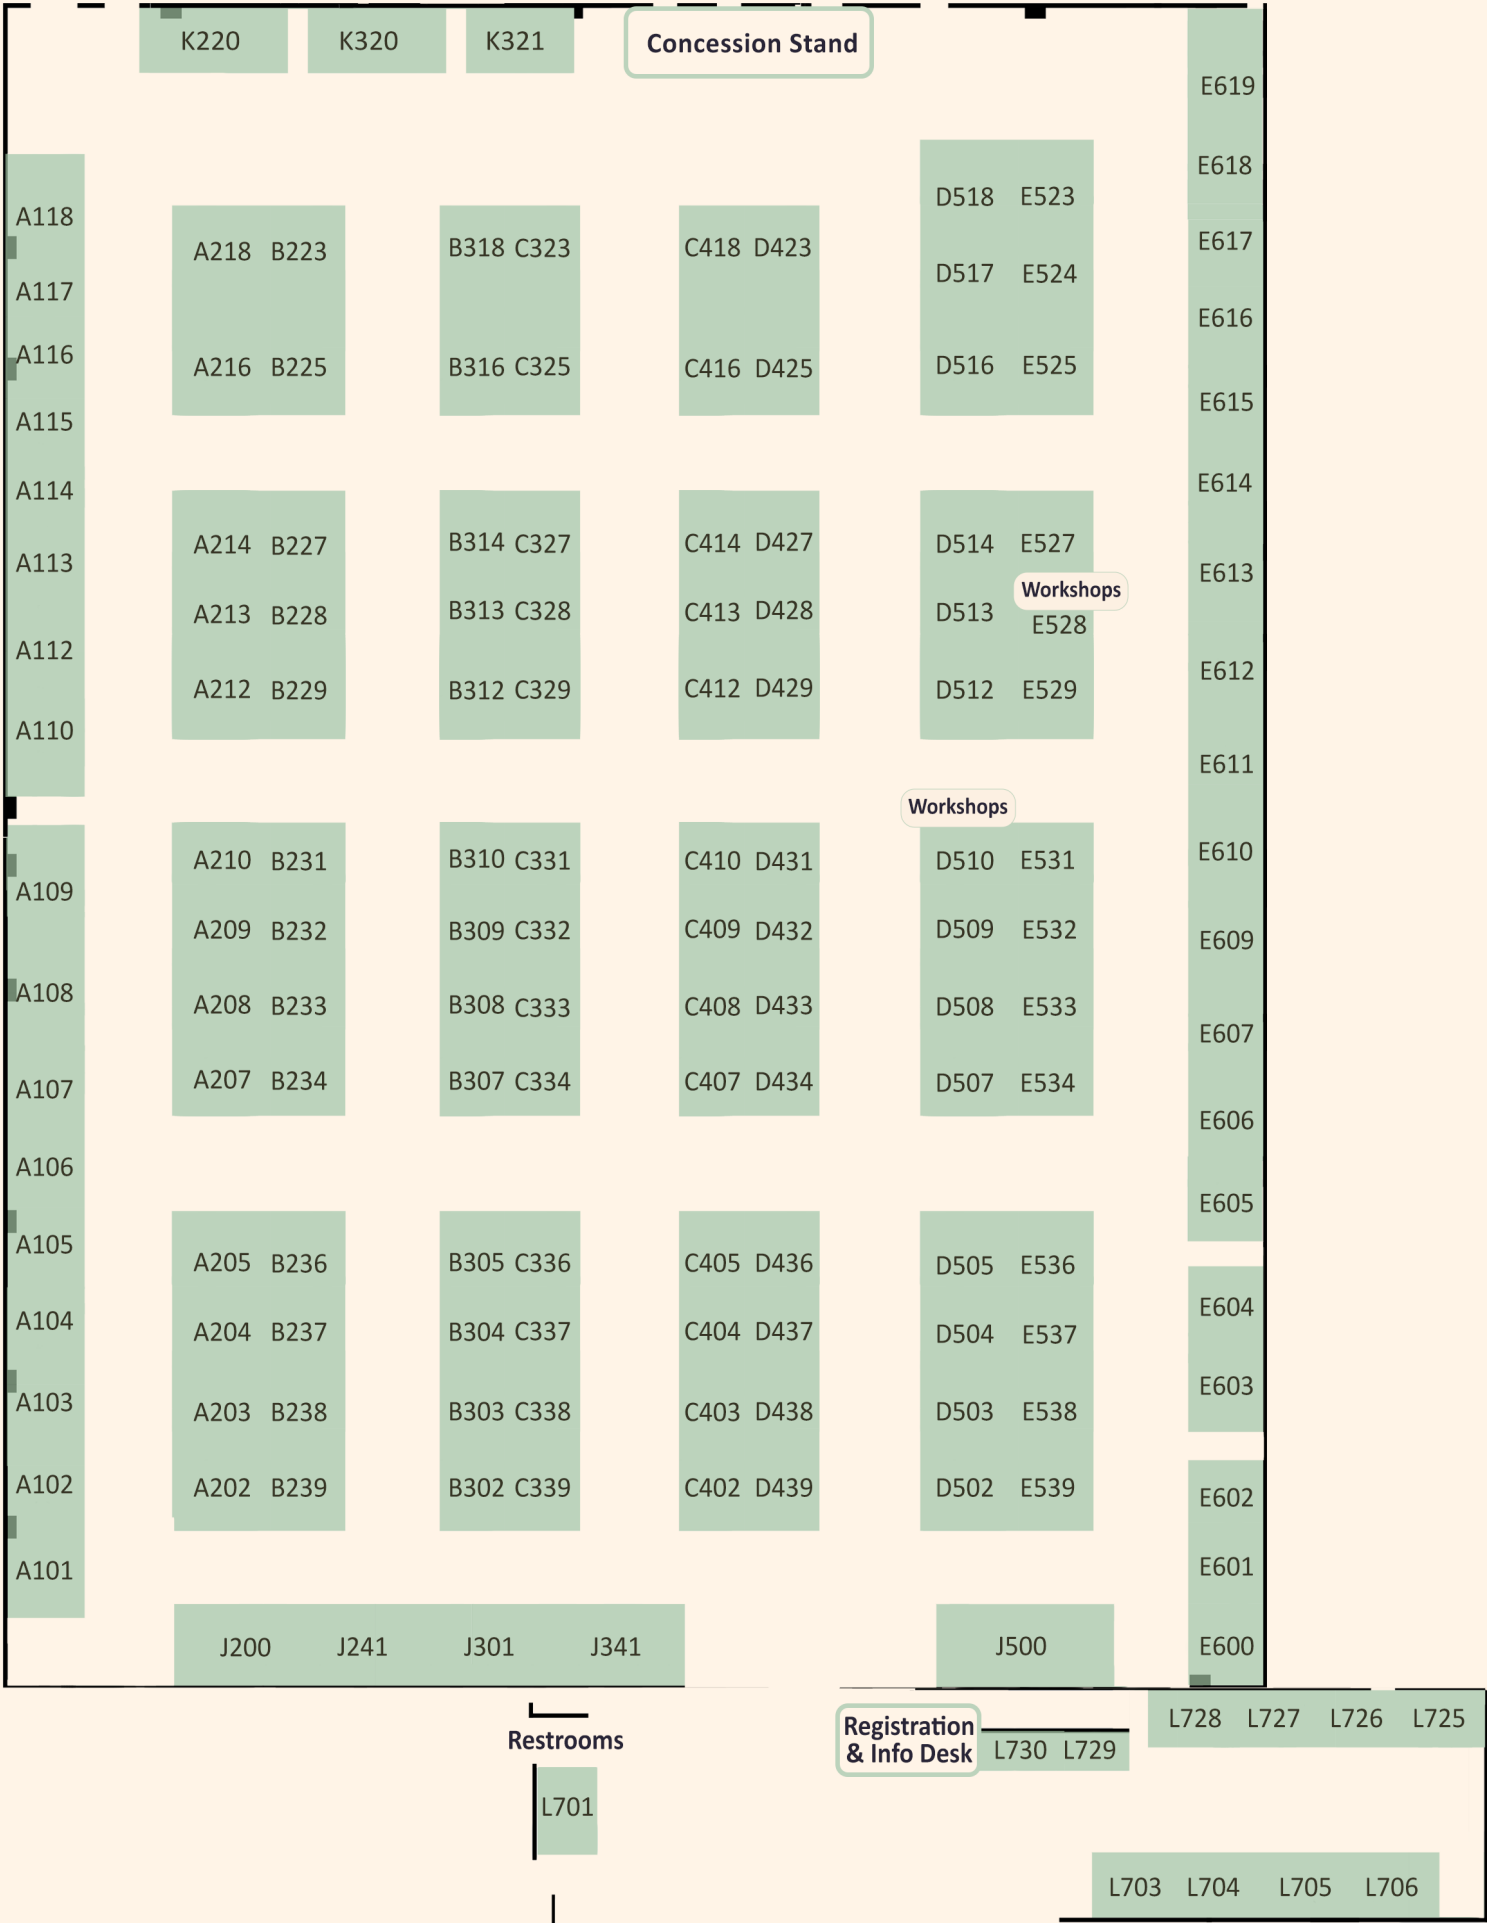 K220 K320 K321 Concession Stand
E619
E618
D518 E523
A118
E617
A218 B223 B318 C323 C418 D423
D517 E524
A117
E616
A116
A216 B225 B316 C325 C416 D425 D516 E525
E615
A115
E614
A114
A214 B227 B314 C327 C414 D427 D514 E527
A113
E613
Workshops
A213 B228 B313 C328 C413 D428 D513
E528
A112
E612
A212 B229 B312 C329 C412 D429 D512 E529
A110
E611
Workshops
E610
A210 B231 B310 C331 C410 D431 D510 E531
A109
A209 B232 B309 C332 C409 D432 D509 E532
E609
A108
A208 B233 B308 C333 C408 D433 D508 E533
E607
A107
A207 B234 B307 C334 C407 D434 D507 E534
E606
A106
E605
A105
A205 B236 B305 C336 C405 D436 D505 E536
E604
A104
A204 B237 B304 C337 C404 D437 D504 E537
E603
A103
A203 B238 B303 C338 C403 D438 D503 E538
A102
A202 B239 B302 C339 C402 D439 D502 E539
E602
A101
E601
J200 J241 J301 J341 J500 E600
L728 L727 L726 L725
Registration
& Info Desk
Restrooms
L730 L729
L701
L703 L704 L705 L706